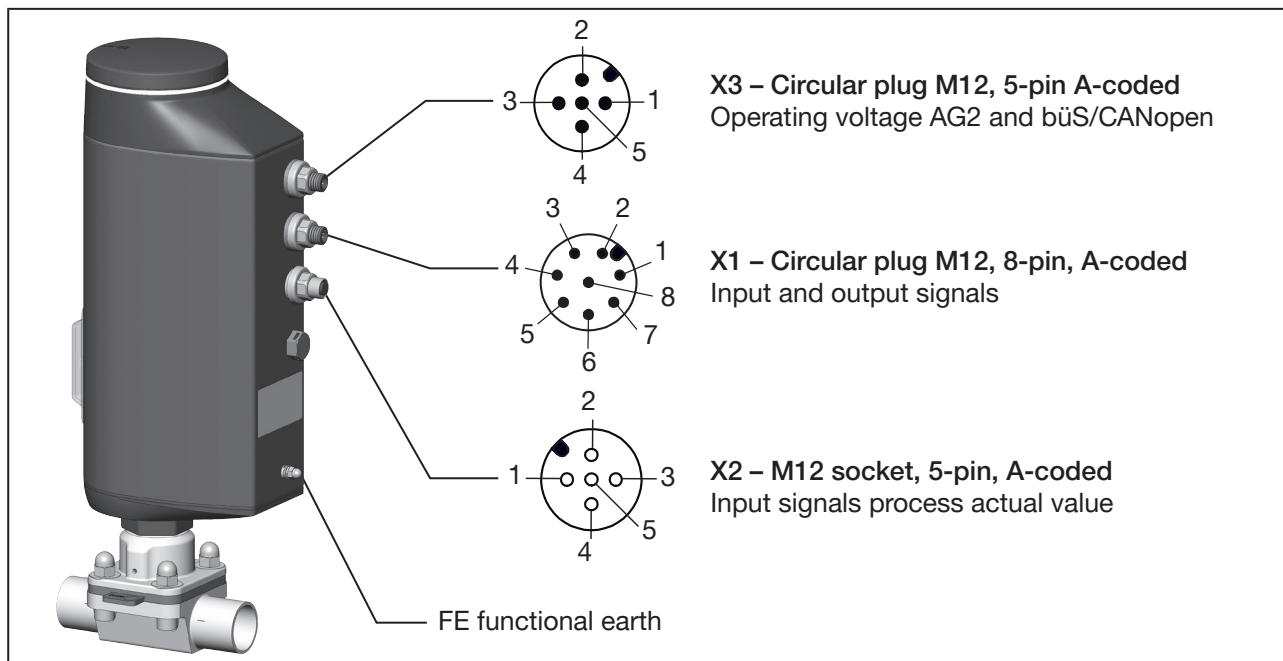 2
3
1
5
4
X3 – Circular plug M12, 5-pin A-coded
Operating voltage AG2 and büS/CANopen
3
2
1
4
8
5
7
6
X1 – Circular plug M12, 8-pin, A-coded
Input and output signals
2
1
3
5
4
X2 – M12 socket, 5-pin, A-coded
Input signals process actual value
FE functional earth